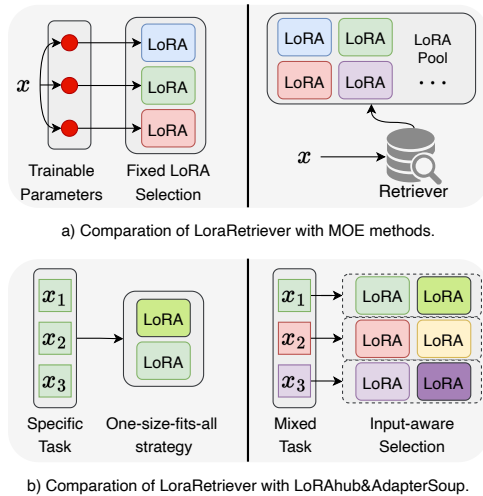 x
LoRA
LoRA
LoRA
Trainable
Parameters
Fixed LoRA
Selection
LoRA
LoRA
LoRA
LoRA
LoRA
Pool
...
x
Retriever
a) Comparation of LoraRetriever with MOE methods.
x1
x2
x3
LoRA
LoRA
Specific
Task
One-size-fits-all
strategy
x1
x2
x3
LoRA
LoRA
LoRA
LoRA
LoRA
LoRA
Mixed
Task
Input-aware
Selection
b) Comparation of LoraRetriever with LoRAhub&AdapterSoup.